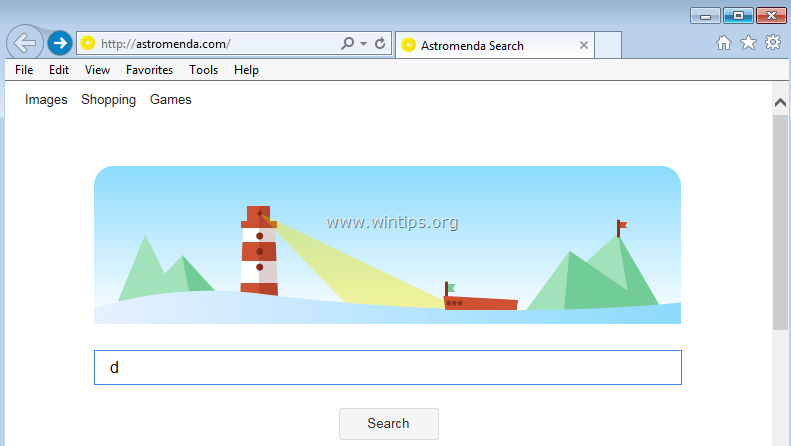 http://astromenda.com/
Astromenda Search
File Edit View Favorites Tools Help
Images Shopping Games
www.wintips.org
d
Search